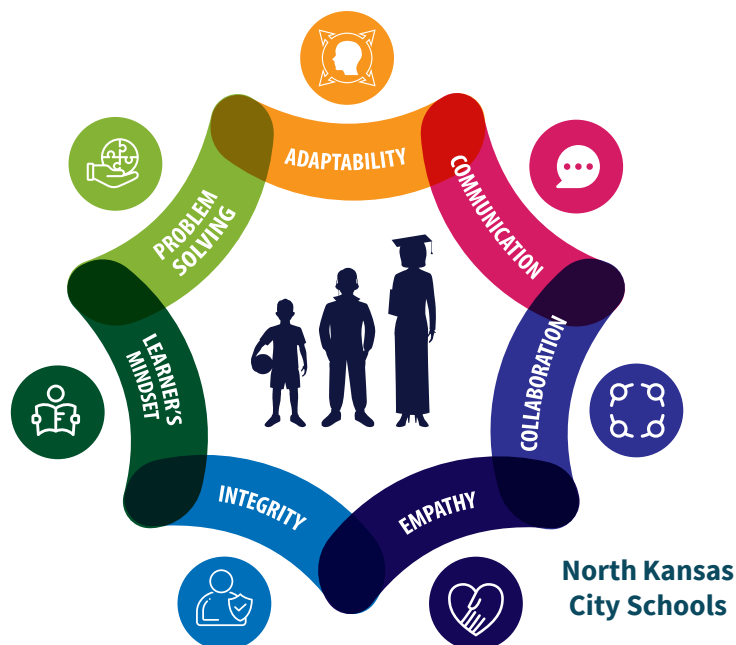 ADAPTABILITY
COMMUNICATION
COLLABORATION
EMPATHY
INTEGRITY
LEARNER'S
MINDSET
PROBLEM
SOLVING
North Kansas
City Schools